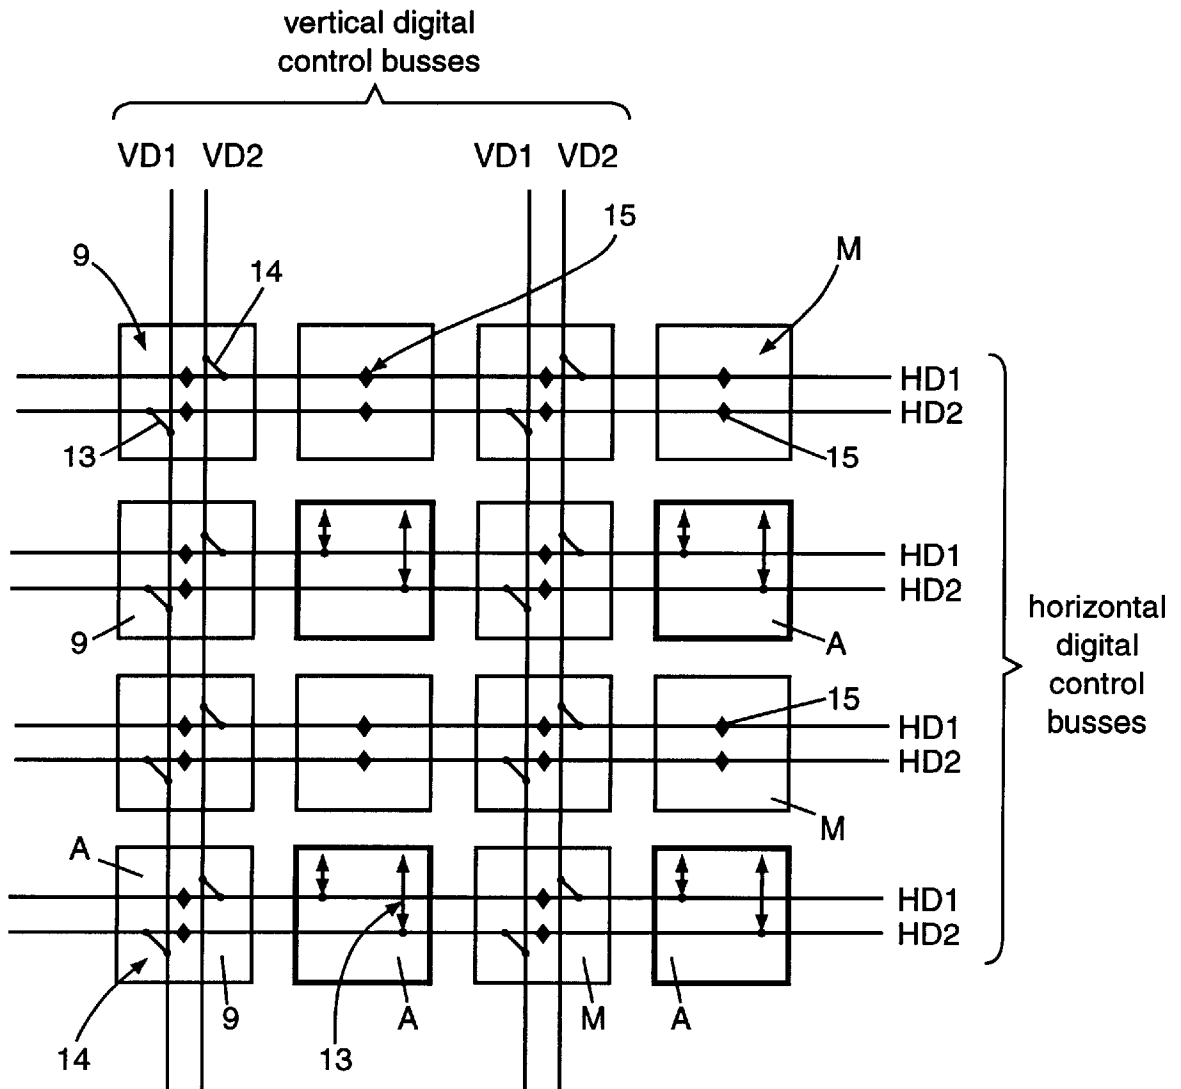 vertical digital
control busses
VD1 VD2 VD1 VD2
15
9
14
M
HD1
HD2
13
15
HD1
HD2
9
A
horizontal
digital
control
busses
15
HD1
HD2
M
A
HD1
HD2
9
A
M
A
14
13